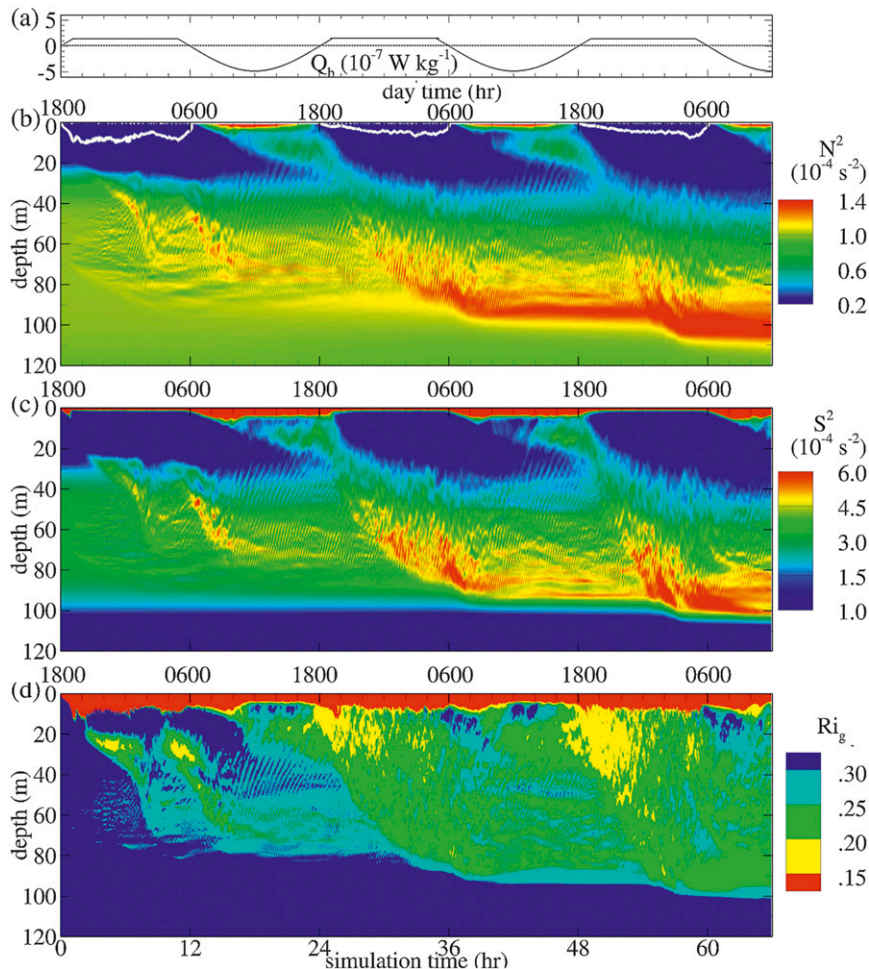 (a)
6
0
-5
Q_b (10^-7 W kg^-1)
day time (hr)
1800 0600 1800 0600 1800 0600
(b)
0
20
40
60
80
100
120
depth (m)
N^2
(10^-4 s^-2)
1.4
1.0
0.6
0.2
1800 0600 1800 0600 1800 0600
(c)
0
20
40
60
80
100
120
depth (m)
S^2
(10^-4 s^-2)
6.0
4.5
3.0
1.5
1.0
1800 0600 1800 0600 1800 0600
(d)
0
20
40
60
80
100
120
depth (m)
Ri_g
.30
.25
.20
.15
0 12 24 36 48 60
simulation time (hr)